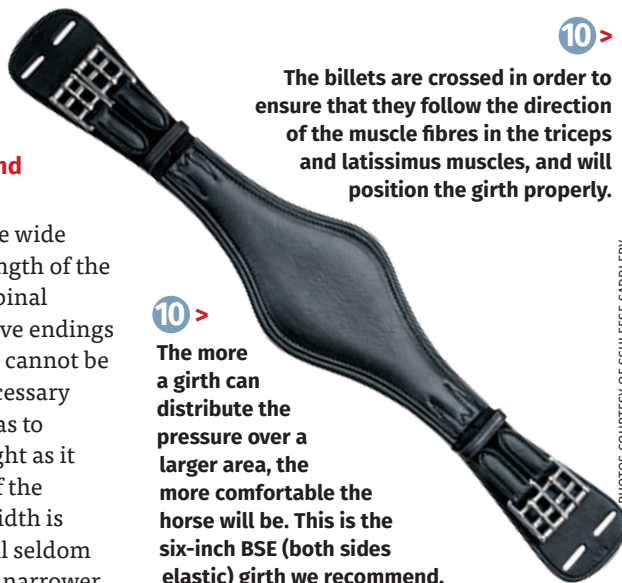 10 >
The billets are crossed in order to
ensure that they follow the direction
of the muscle fibres in the triceps
and latissimus muscles, and will
position the girth properly.
nd
e wide
ngth of the
pinal
ve endings
cannot be
cessary
as to
ght as it
f the
idth is
l seldom
narrower
10 >
The more
a girth can
distribute the
pressure over a
larger area, the
more comfortable the
horse will be. This is the
six-inch BSE (both sides
elastic) girth we recommend.
PHOTOS COURTESY OF SCHLEESE SADDLERY